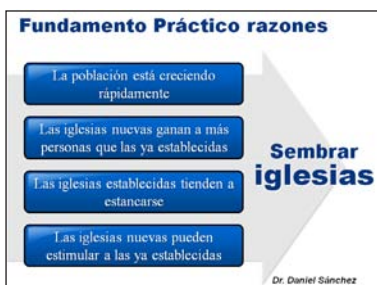 Fundamento Práctico razones
La población está creciendo
rápidamente
Las iglesias nuevas ganan a más
personas que las ya establecidas
Las iglesias establecidas tienden a
estancarse
Las iglesias nuevas pueden
estimular a las ya establecidas
Sembrar
iglesias
Dr. Daniel Sánchez